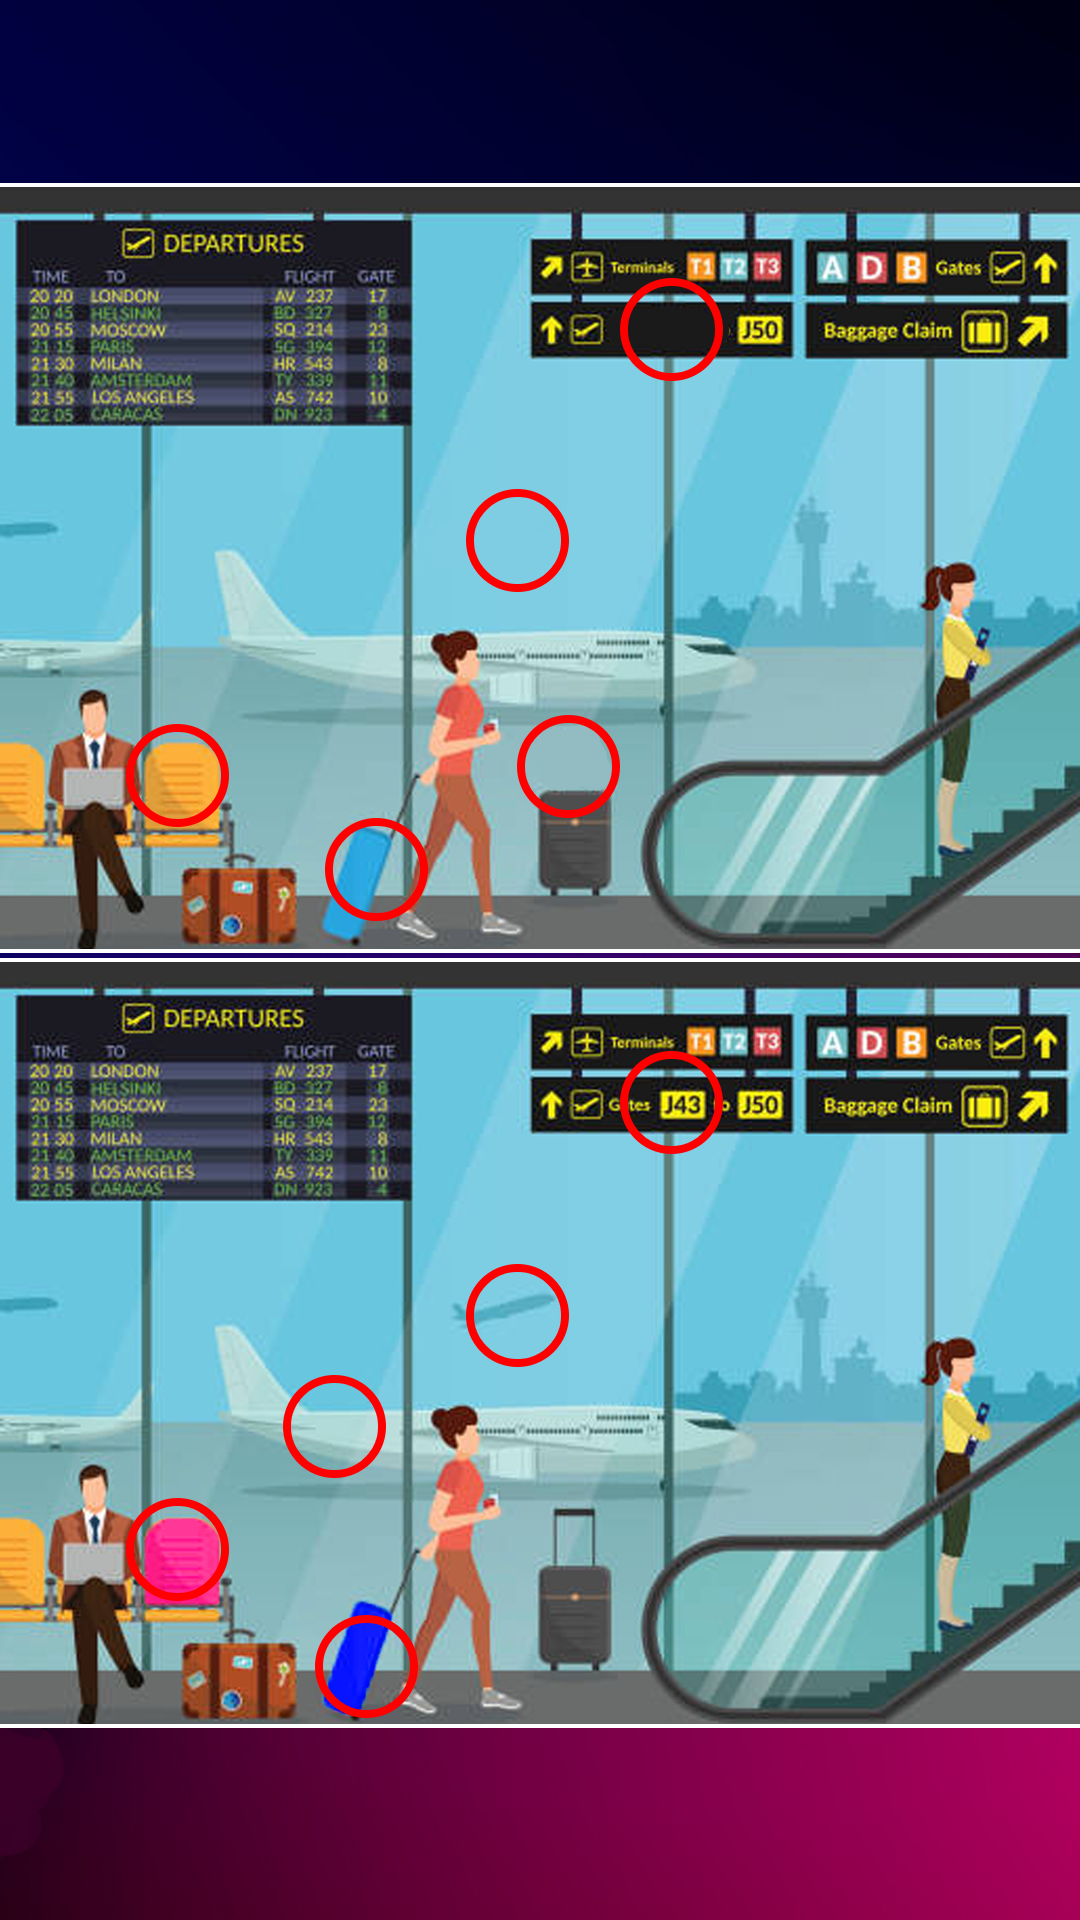 DEPARTURES
TIME TO FLIGHT GATE
20 20 LONDON AV 237 17
20 45 HELSINKI BD 327 8
20 55 MOSCOW SQ 214 23
21 15 PARIS SG 394 12
21 30 MILAN HR 543 8
21 40 AMSTERDAM TY 339 11
21 55 LOS ANGELES AS 742 10
22 05 CARACAS DN 923 4
Terminals T1 T2 T3
J50
A D B Gates
Baggage Claim
DEPARTURES
TIME TO FLIGHT GATE
20 20 LONDON AV 237 17
20 45 HELSINKI BD 327 8
20 55 MOSCOW SQ 214 23
21 15 PARIS SG 394 12
21 30 MILAN HR 543 8
21 40 AMSTERDAM TY 339 11
21 55 LOS ANGELES AS 742 10
22 05 CARACAS DN 923 4
Terminals T1 T2 T3
Gates J43 to J50
A D B Gates
Baggage Claim